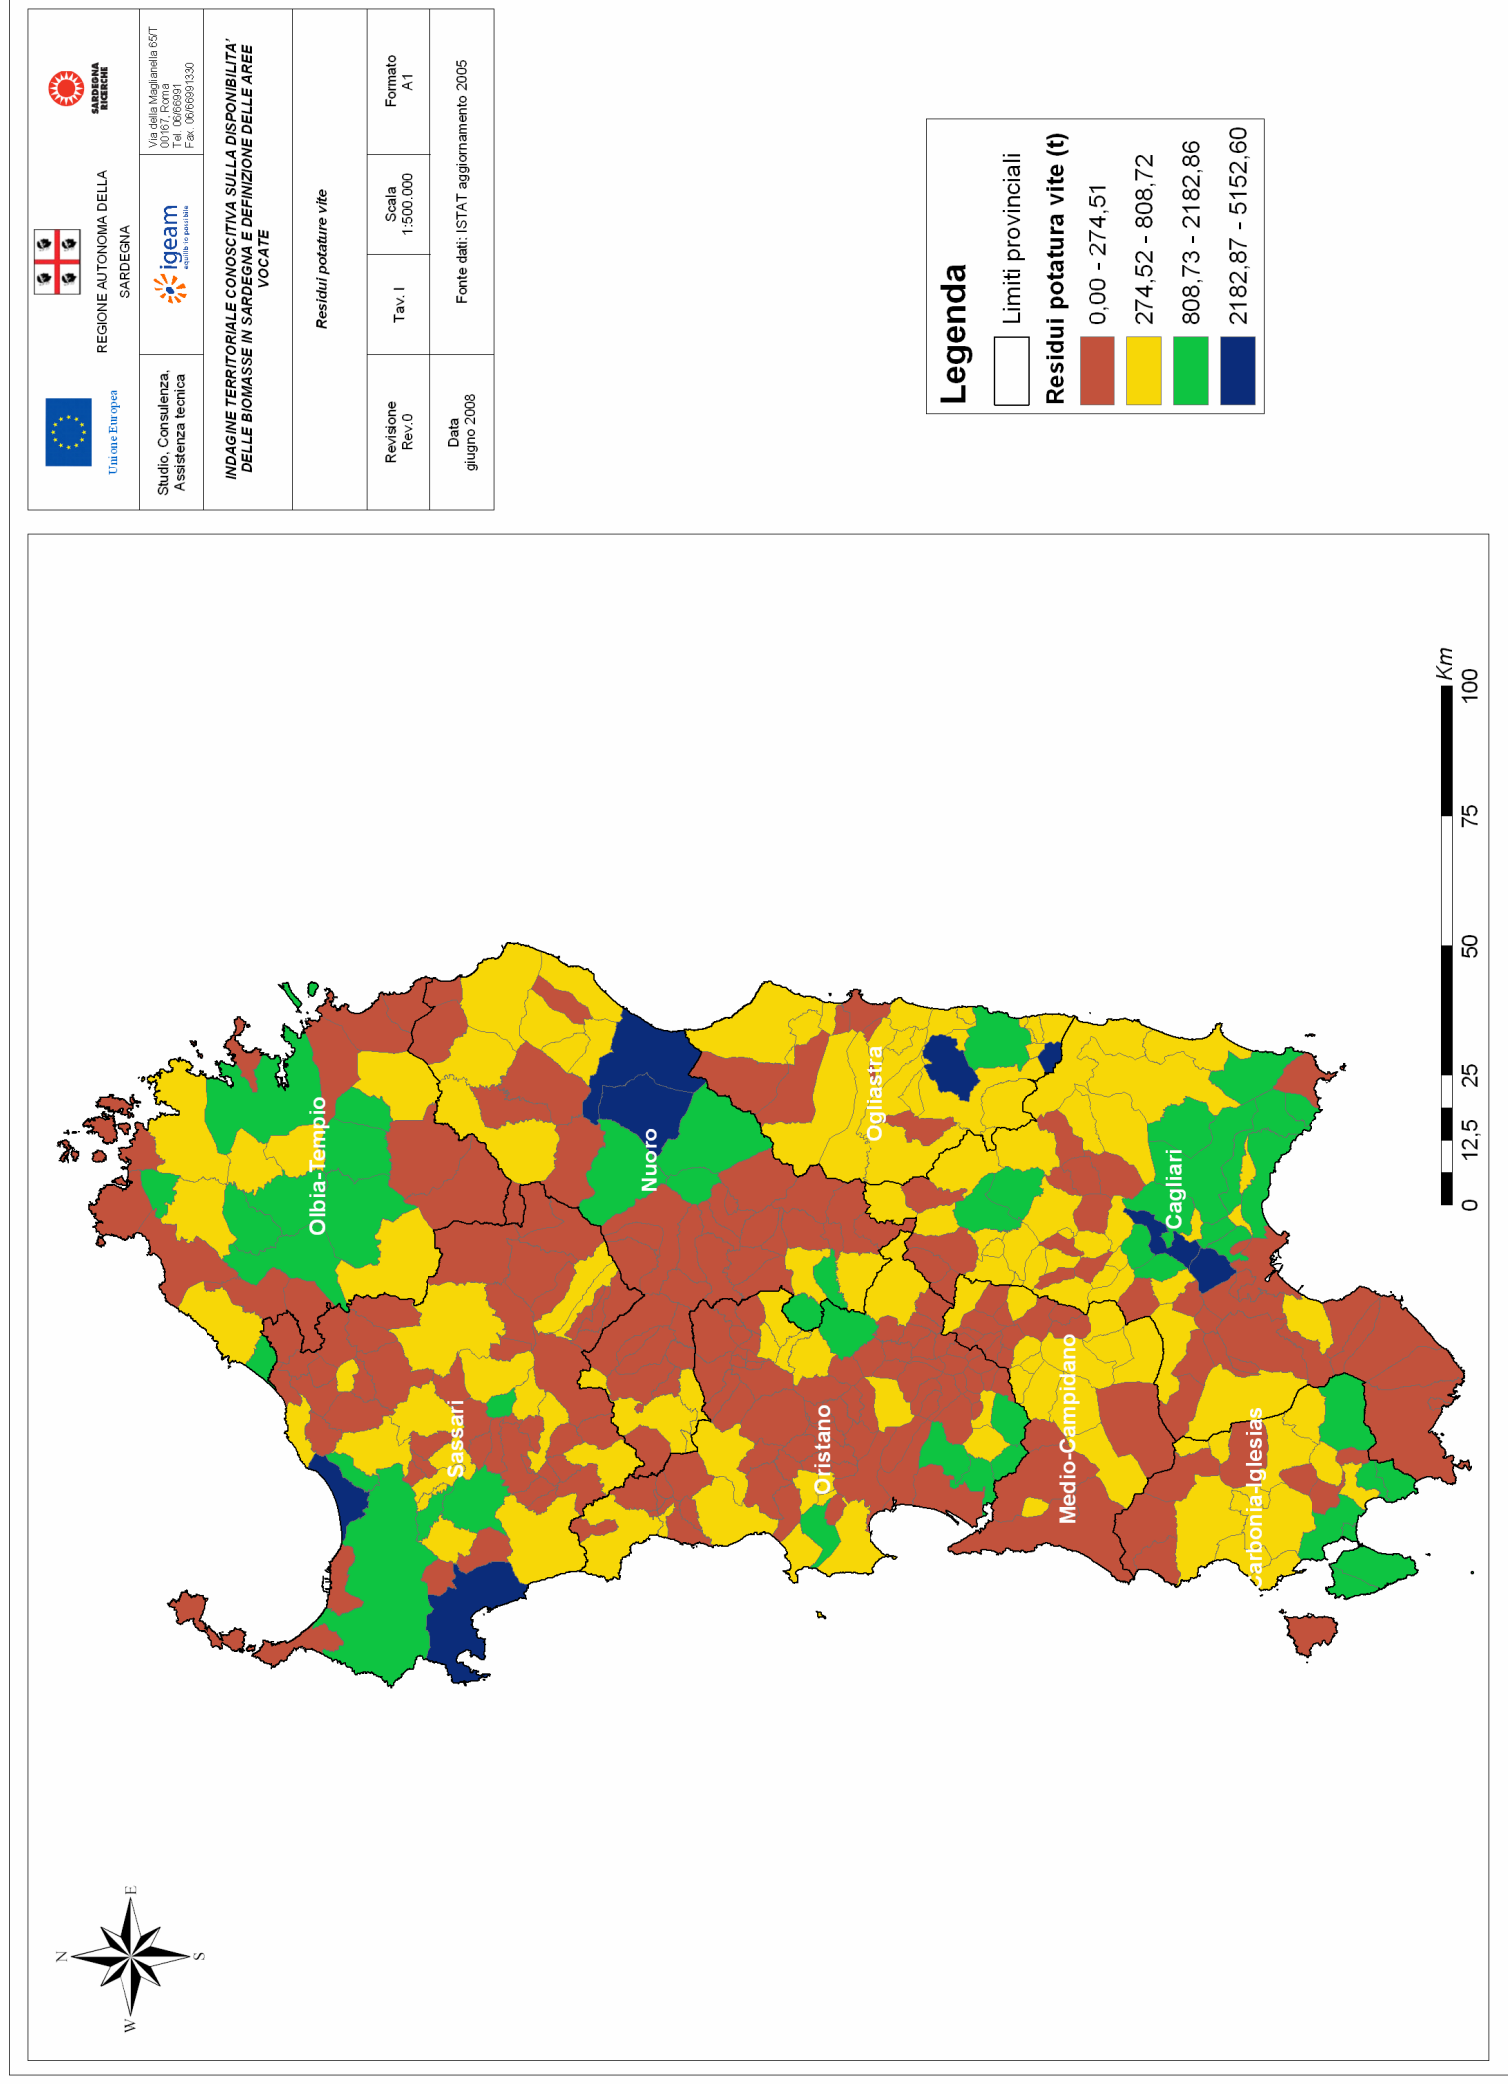 Unione Europea
REGIONE AUTONOMA DELLA
SARDEGNA
SARDEGNA
RICERCHE
Studio, Consulenza,
Assistenza tecnica
igeam
equilibrio possibile
Via della Maglianella 65/T
00167, Roma
Tel. 06/66991
Fax. 06/66991330
INDAGINE TERRITORIALE CONOSCITIVA SULLA DISPONIBILITA'
DELLE BIOMASSE IN SARDEGNA E DEFINIZIONE DELLE AREE
VOCATE
Residui potature vite
Revisione
Rev.0
Tav. I
Scala
1:500.000
Formato
A1
Data
giugno 2008
Fonte dati: ISTAT aggiornamento 2005
Legenda
Limiti provinciali
Residui potatura vite (t)
0,00 - 274,51
274,52 - 808,72
808,73 - 2182,86
2182,87 - 5152,60
N
W
E
S
Olbia-Tempio
Sassari
Nuoro
Oristano
Ogliastra
Medio-Campidano
Cagliari
arbonia-Iglesias
Km
0 12,5 25 50 75 100